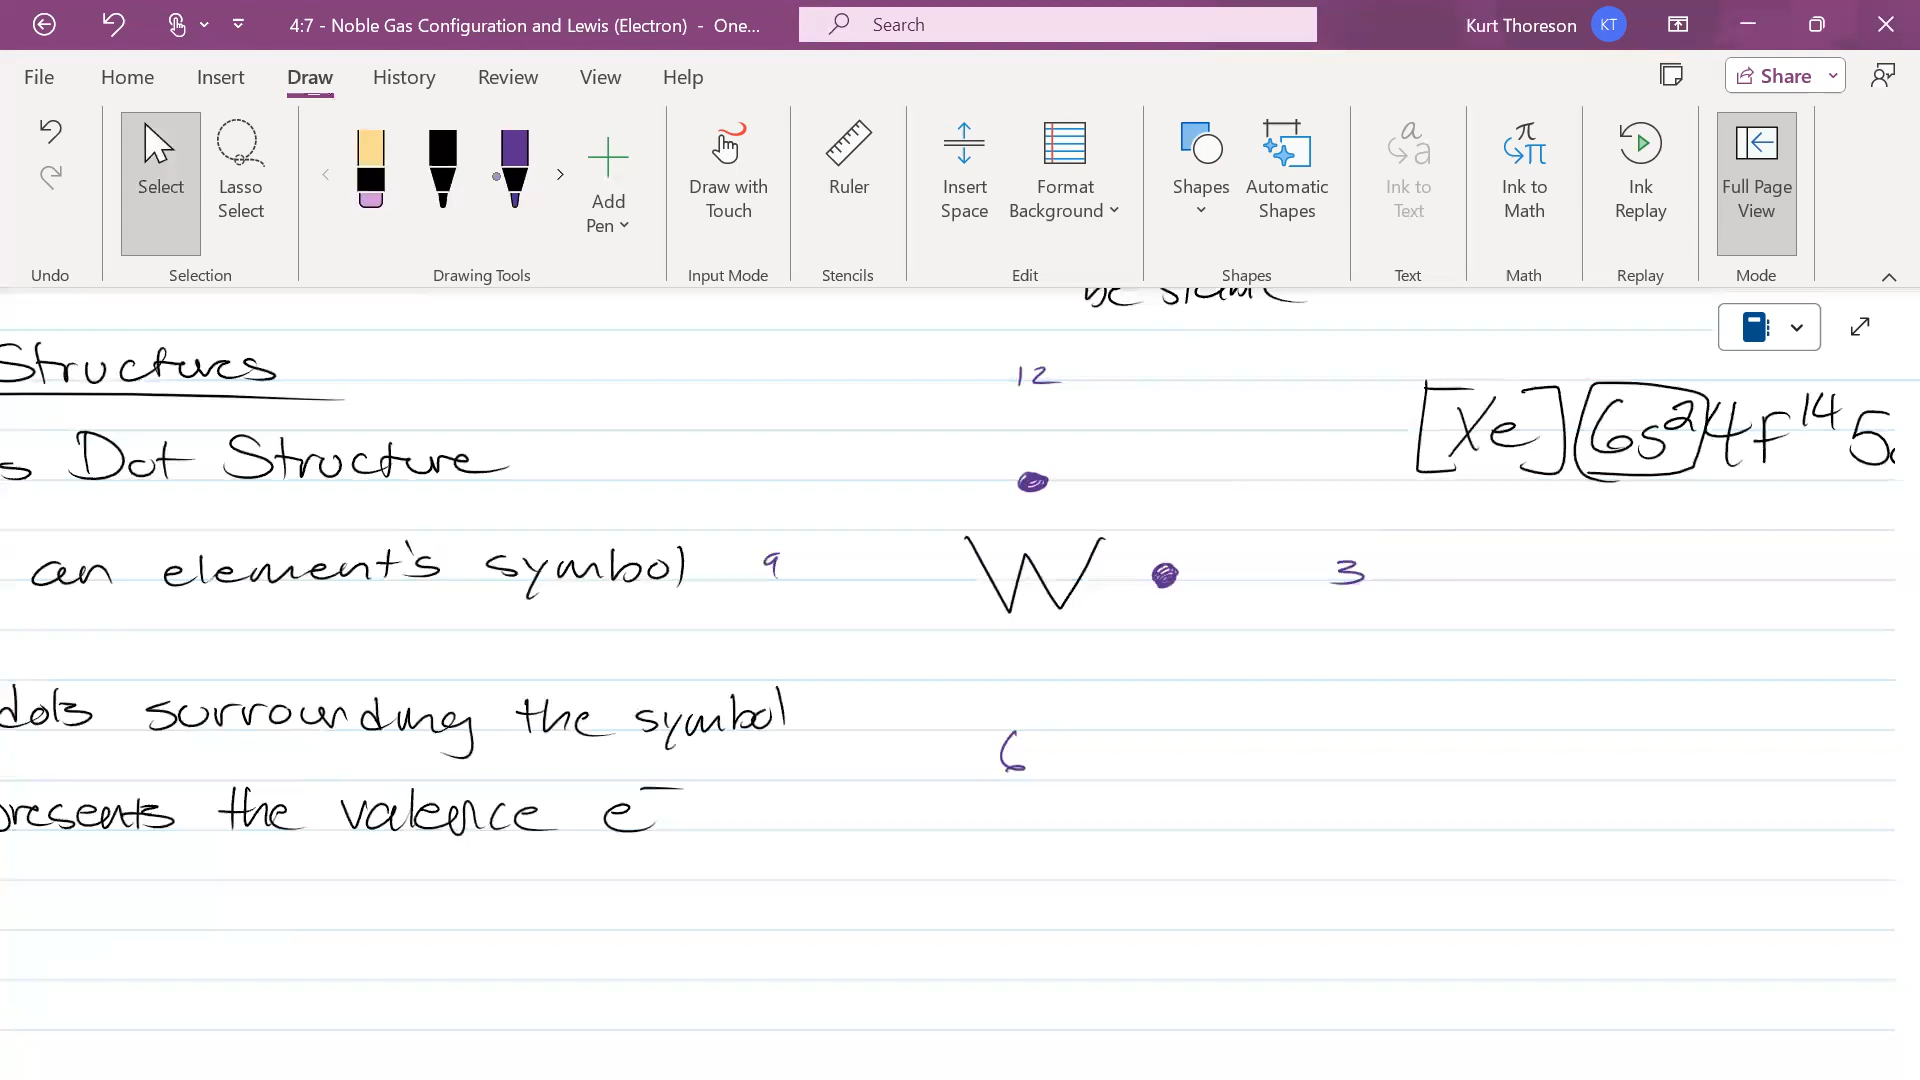 4:7 - Noble Gas Configuration and Lewis (Electron) - One...
Search
Kurt Thoreson
KT
File Home Insert Draw History Review View Help
Share
Select
Lasso Select
Add Pen
Draw with Touch
Ruler
Insert Space
Format Background
Shapes
Automatic Shapes
Ink to Text
Ink to Math
Ink Replay
Full Page View
Undo Selection Drawing Tools Input Mode Stencils Edit Shapes Text Math Replay Mode
be
Structures
12
[Xe] 6s² 4f¹⁴ 5
s Dot Structure
an element's symbol
9
W
3
dots surrounding the symbol
6
presents the valence e⁻